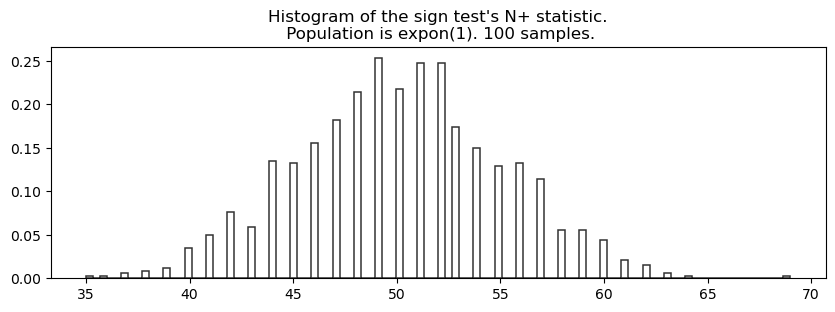 Histogram of the sign test's N+ statistic.
Population is expon(1). 100 samples.
0.25
0.20
0.15
0.10
0.05
0.00
35 40 45 50 55 60 65 70